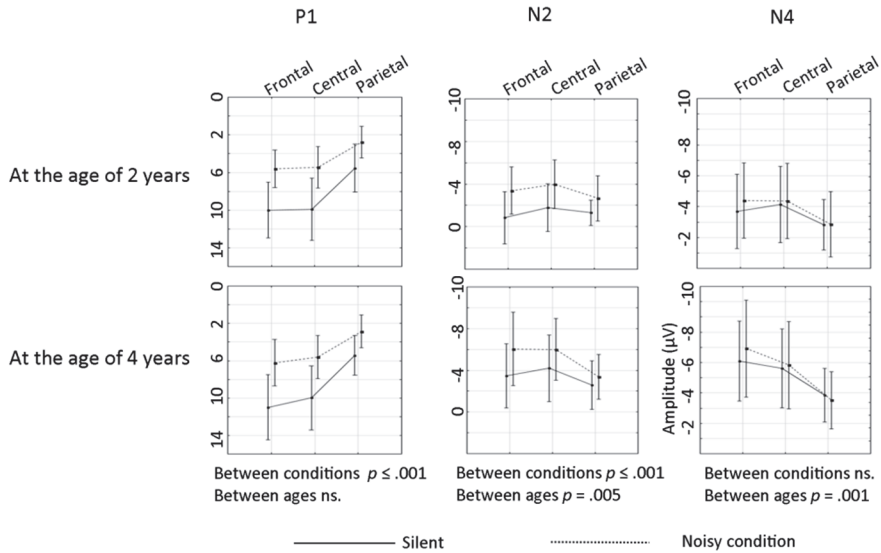 P1 N2 N4
Frontal Central Parietal Frontal Central Parietal Frontal Central Parietal
At the age of 2 years
0 2 6 10 14
-10 -8 -4 0
-10 -8 -6 -4 -2
At the age of 4 years
0 2 6 10 14
-10 -8 -4 0
Amplitude (μV)
-10 -8 -6 -4 -2
Between conditions p ≤ .001 Between conditions p ≤ .001 Between conditions ns.
Between ages ns. Between ages p = .005 Between ages p = .001
Silent Noisy condition